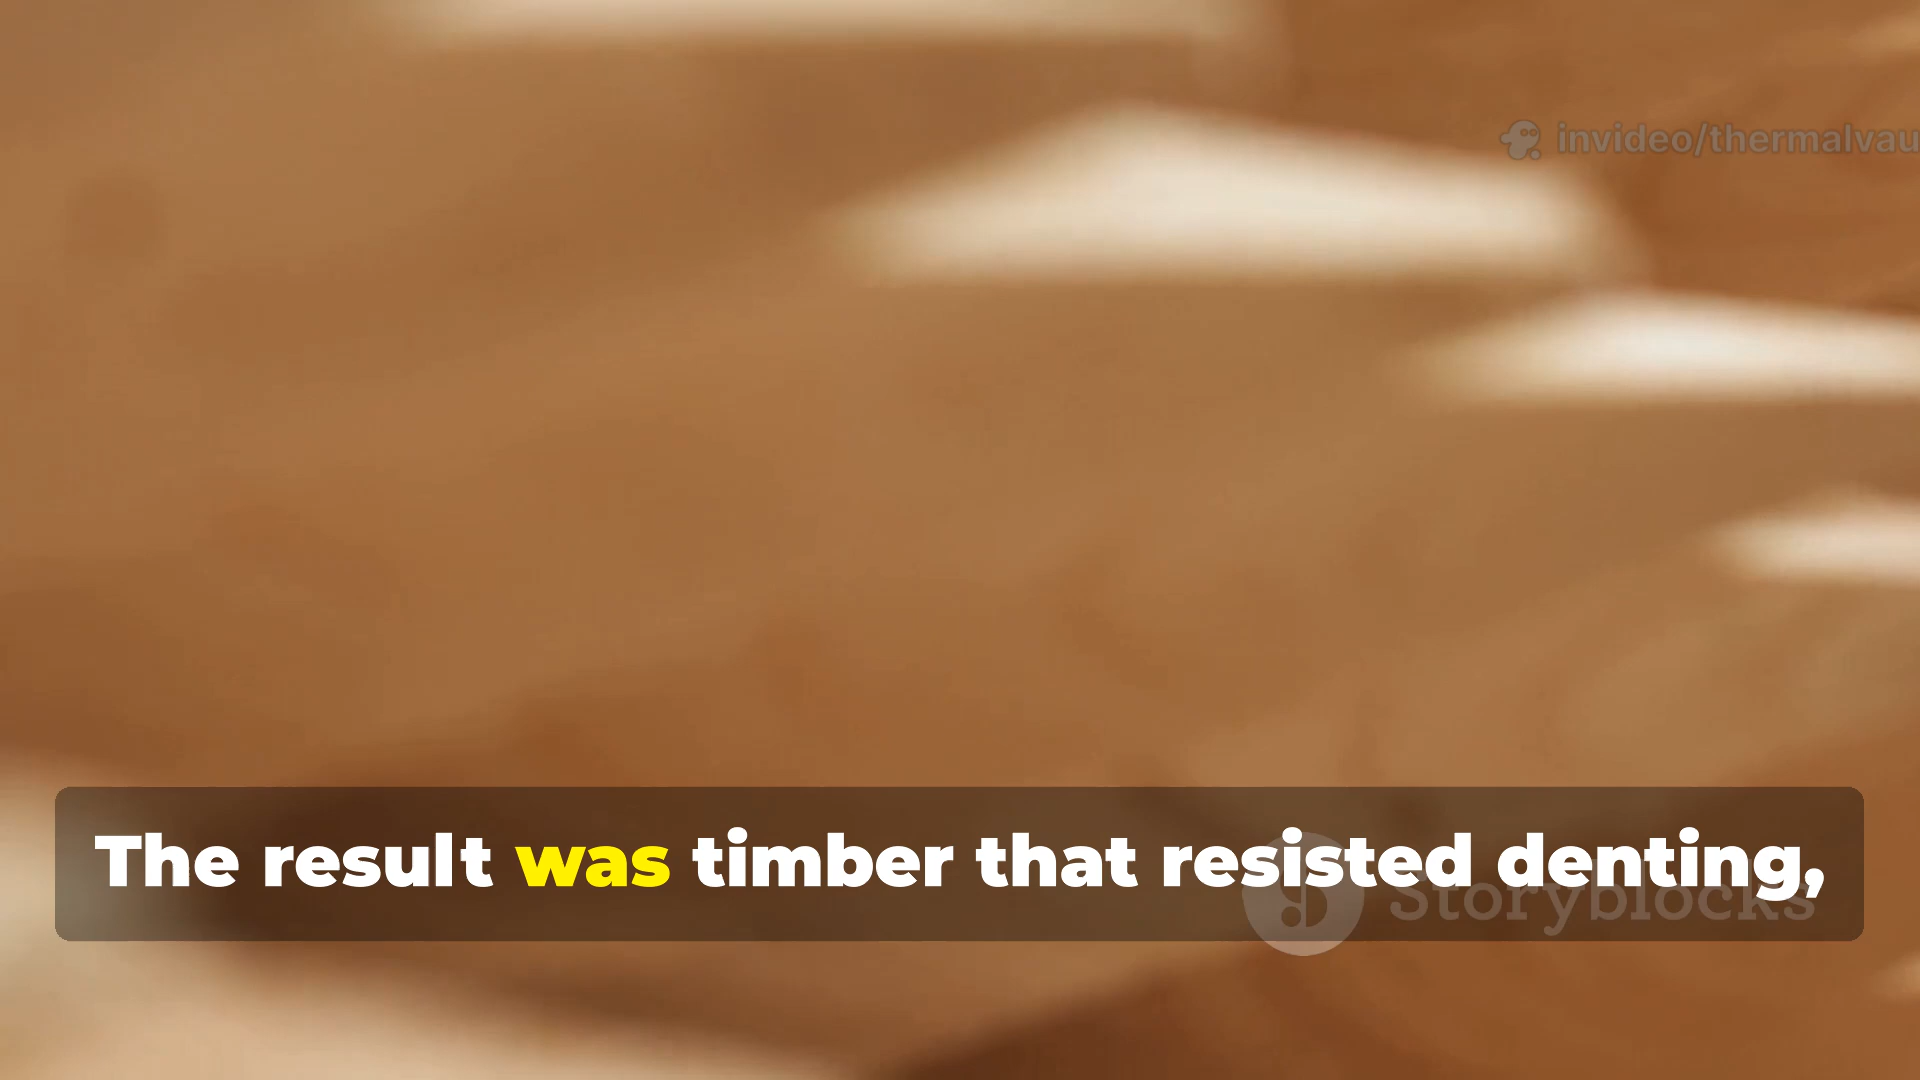 invideo/thermalvau
The result was timber that resisted denting,
Storyblocks